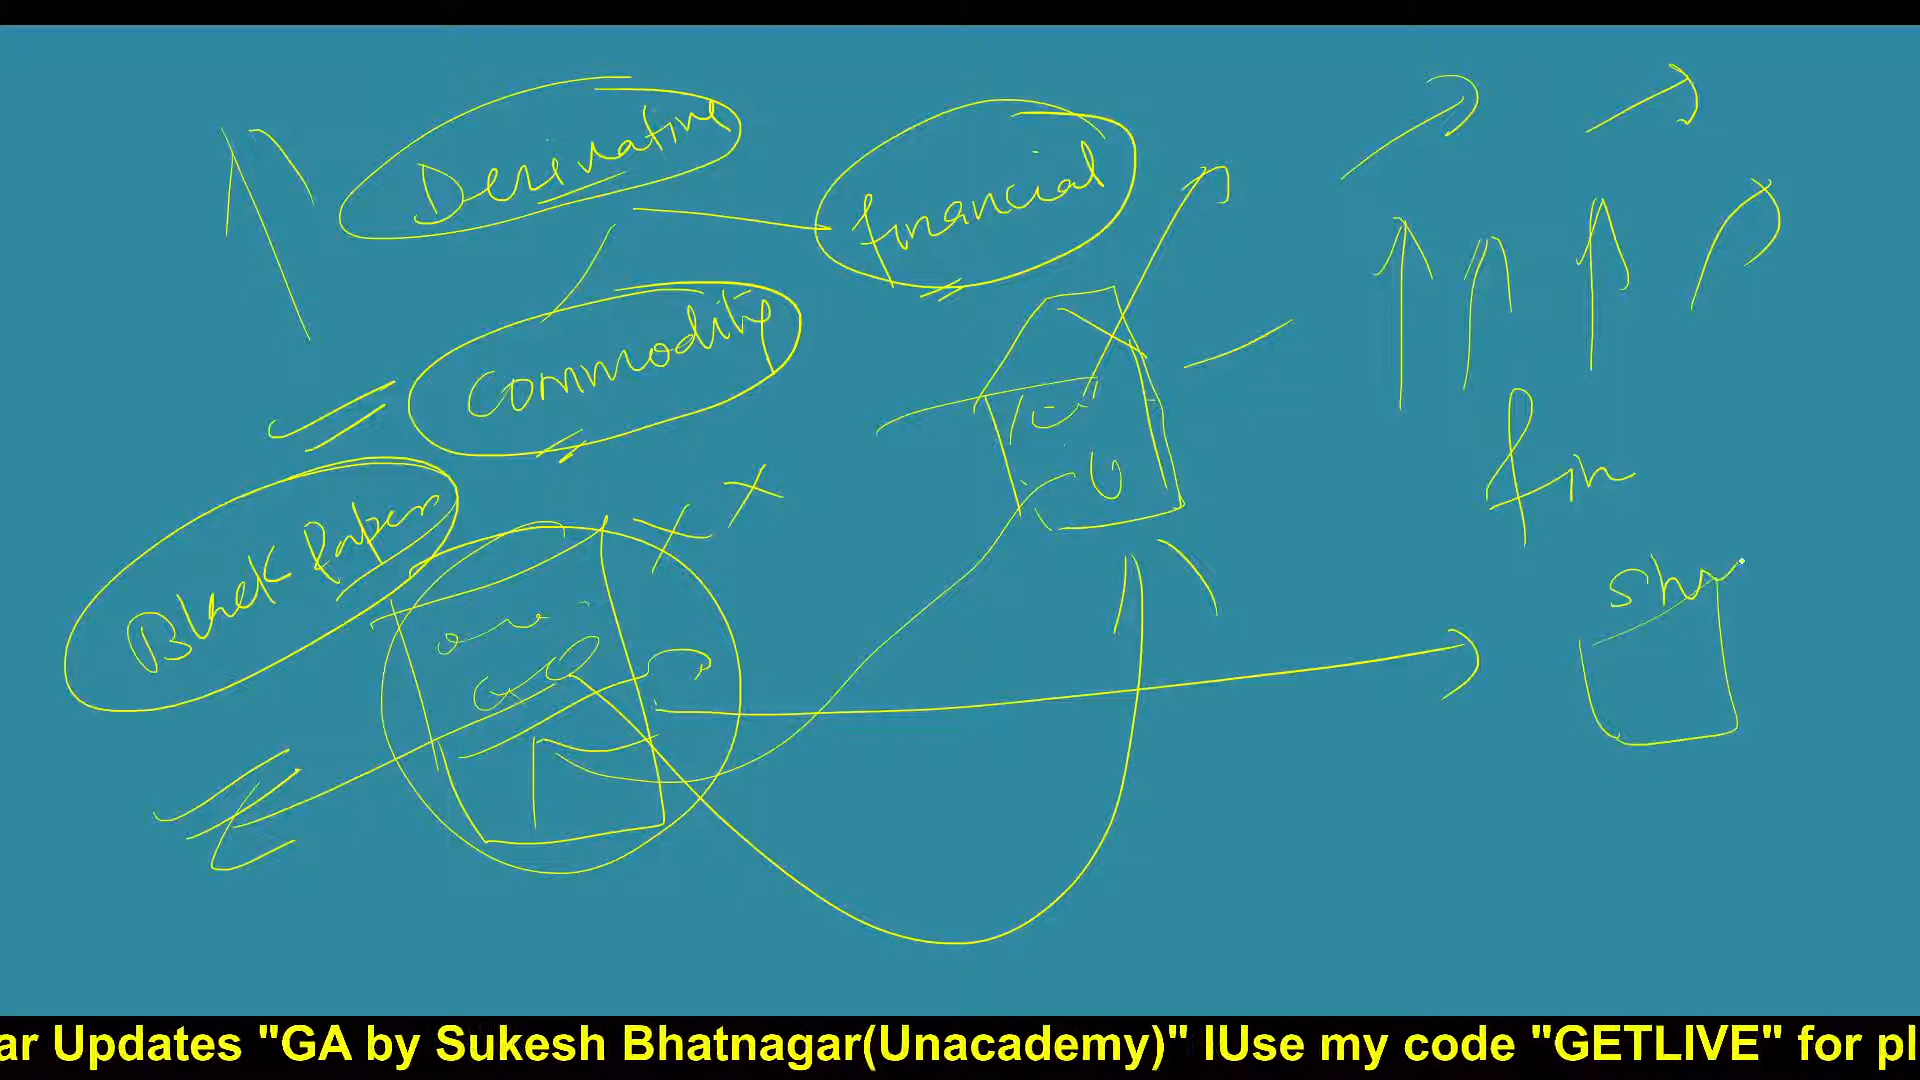 Derivative
financial
Commodity
Blank Paper
fin
Sh
ar Updates "GA by Sukesh Bhatnagar(Unacademy)" IUse my code "GETLIVE" for pl